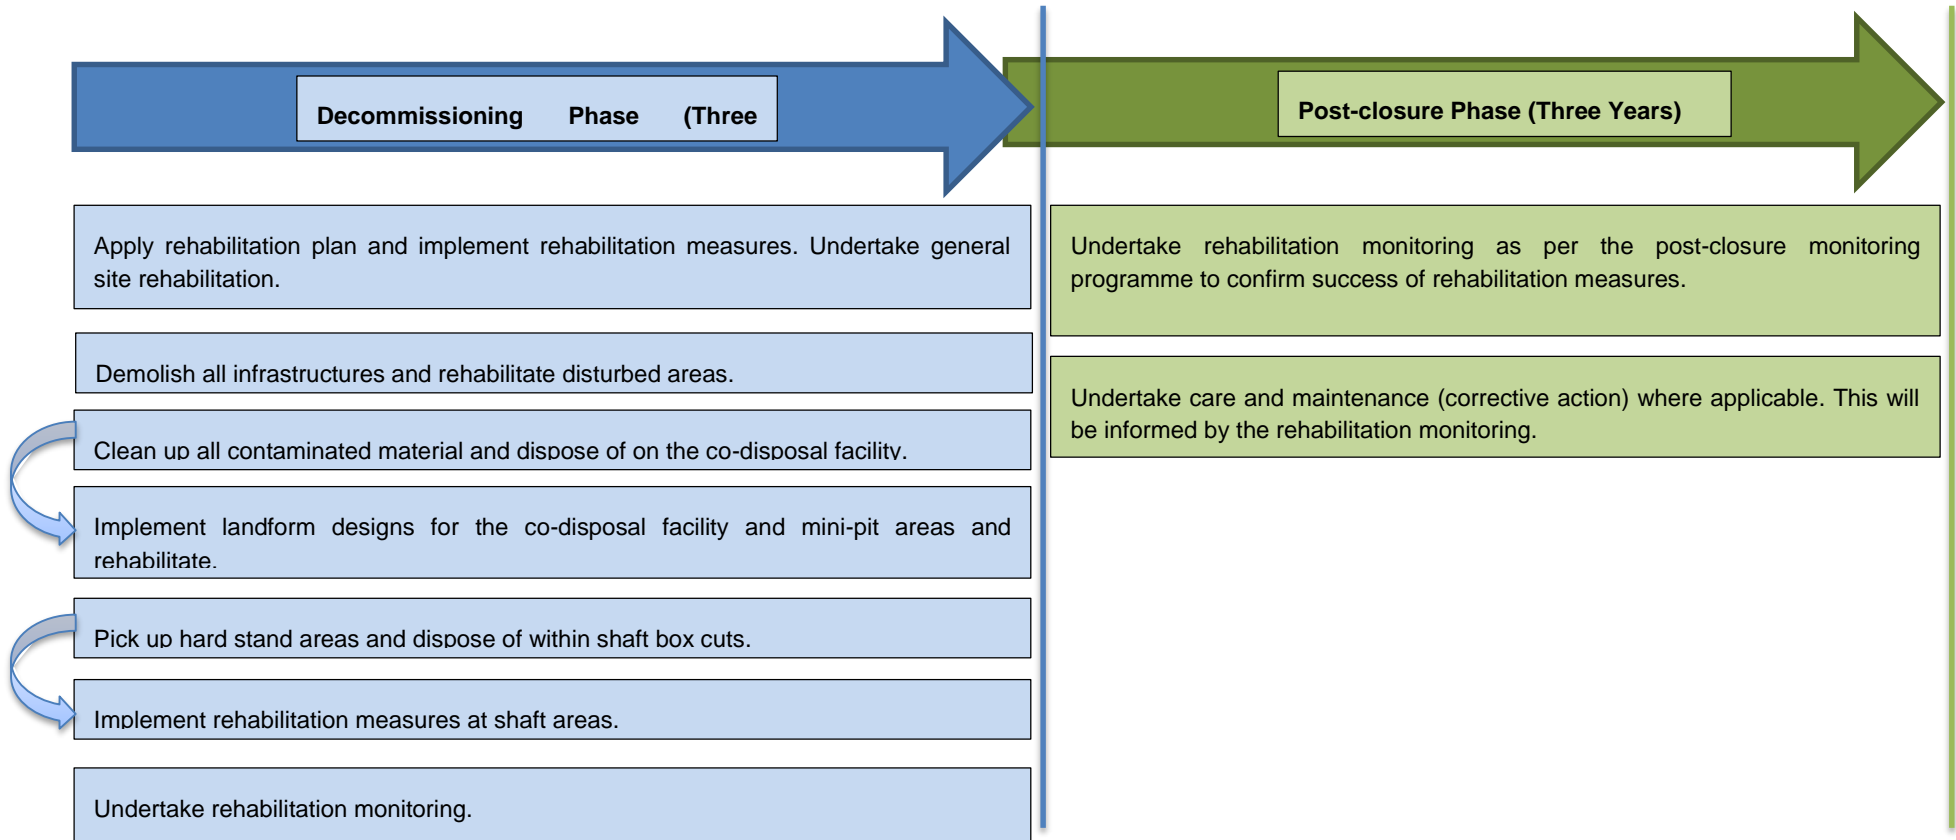 Decommissioning Phase (Three
Post-closure Phase (Three Years)
Apply rehabilitation plan and implement rehabilitation measures. Undertake general
site rehabilitation.
Demolish all infrastructures and rehabilitate disturbed areas.
Clean up all contaminated material and dispose of on the co-disposal facility.
Implement landform designs for the co-disposal facility and mini-pit areas and
rehabilitate.
Pick up hard stand areas and dispose of within shaft box cuts.
Implement rehabilitation measures at shaft areas.
Undertake rehabilitation monitoring.
Undertake rehabilitation monitoring as per the post-closure monitoring
programme to confirm success of rehabilitation measures.
Undertake care and maintenance (corrective action) where applicable. This will
be informed by the rehabilitation monitoring.